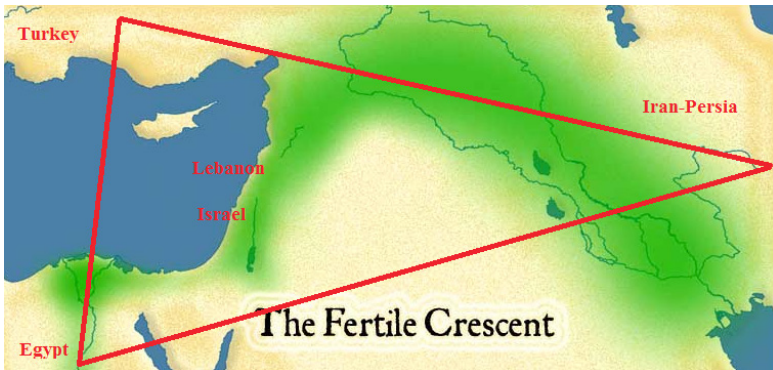 Turkey
Iran-Persia
Lebanon
Israel
The Fertile Crescent
Egypt